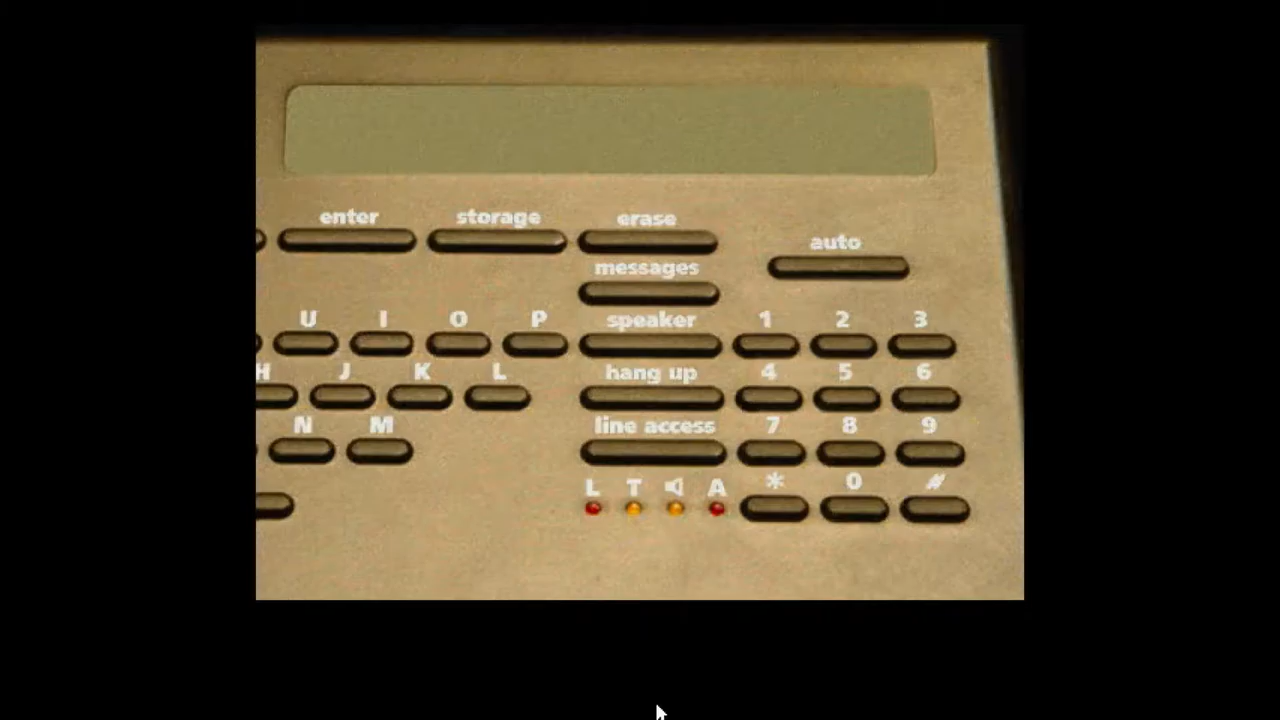 enter storage erase
auto
messages
U I O P speaker 1 2 3
H J K L hang up 4 5 6
N M line access 7 8 9
L T A * 0 #